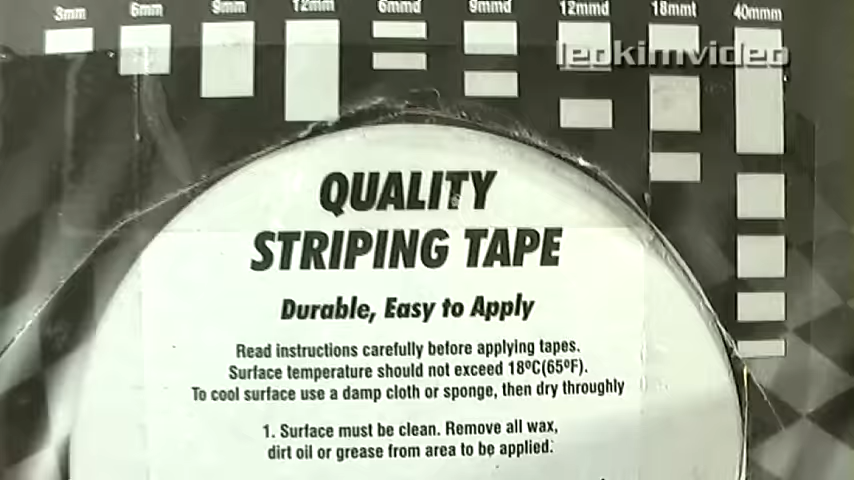 3mm 6mm 9mm 12mm 6mmd 9mmd 12mmd 18mmt 40mmm
leokimvideo
QUALITY
STRIPING TAPE
Durable, Easy to Apply
Read instructions carefully before applying tapes.
Surface temperature should not exceed 18ºC(65ºF).
To cool surface use a damp cloth or sponge, then dry throughly
1. Surface must be clean. Remove all wax,
dirt oil or grease from area to be applied.